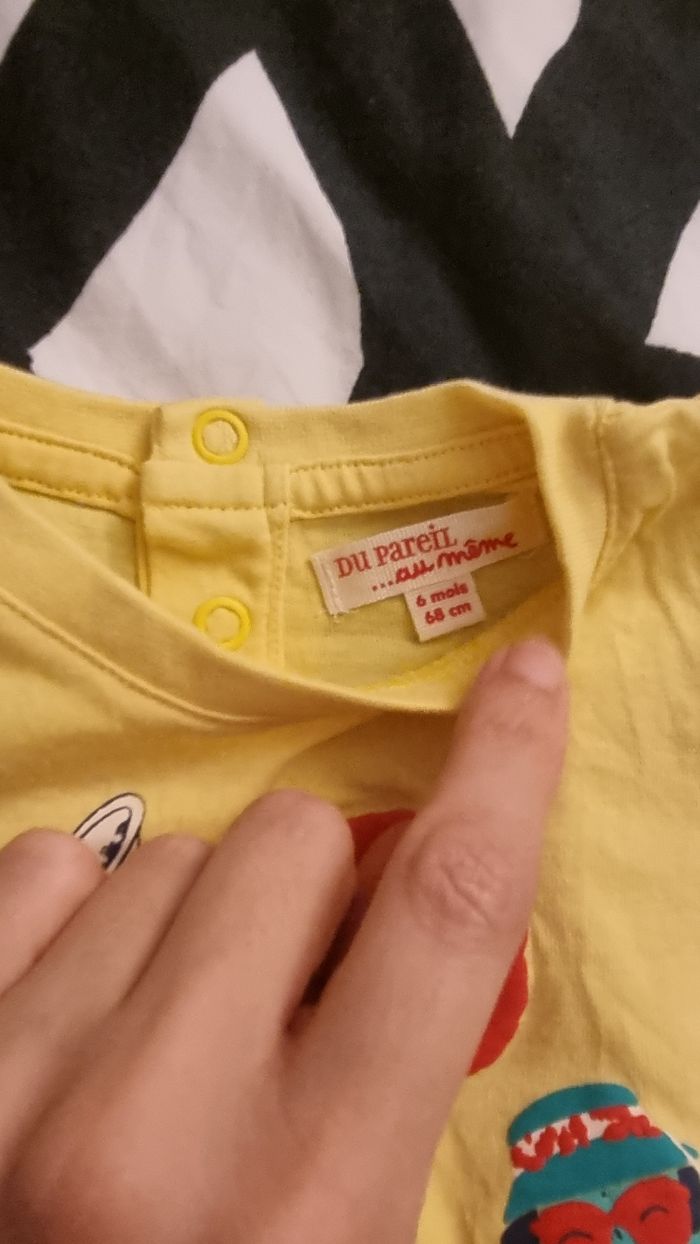 DU PAREIL
...au même
6 mois
68 cm